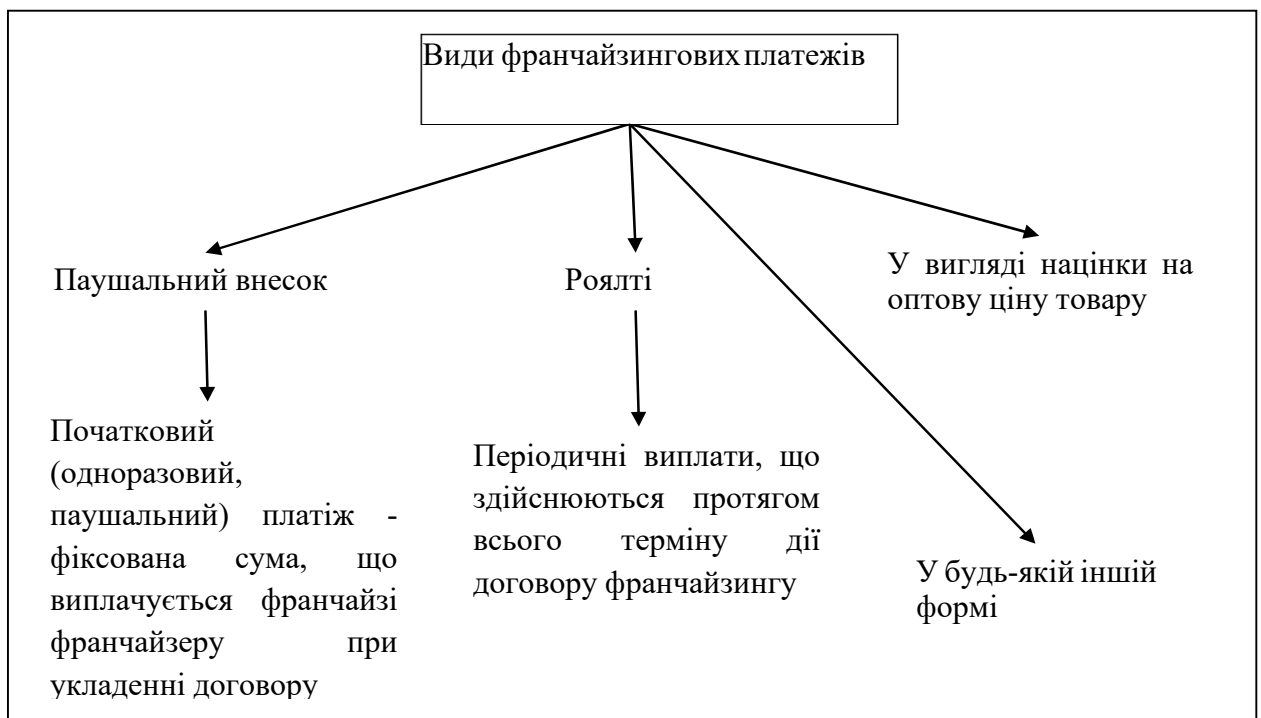 Види франчайзингових платежів
Паушальний внесок
Роялті
У вигляді націнки на
оптову ціну товару
Початковий
(одноразовий,
паушальний) платіж -
фіксована сума, що
виплачується франчайзі
франчайзеру при
укладенні договору
Періодичні виплати, що
здійснюються протягом
всього терміну дії
договору франчайзингу
У будь-якій іншій
формі